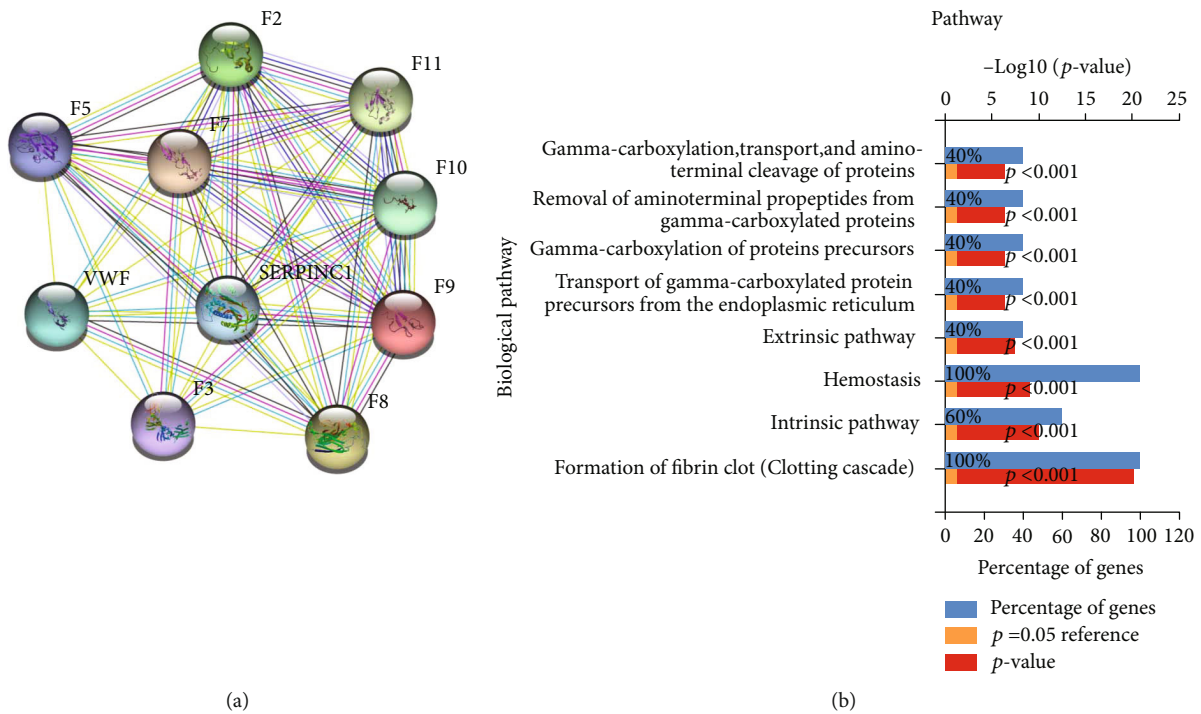 F2
F11
F5
F7
F10
VWF
SERPINC1
F9
F3
F8
(a)
Pathway
–Log10 (p-value)
0 5 10 15 20 25
Biological pathway
Gamma-carboxylation,transport,and amino-
terminal cleavage of proteins
40%
p <0.001
Removal of aminoterminal propeptides from
gamma-carboxylated proteins
40%
p <0.001
Gamma-carboxylation of proteins precursors
40%
p <0.001
Transport of gamma-carboxylated protein
precursors from the endoplasmic reticulum
40%
p <0.001
Extrinsic pathway
40%
p <0.001
Hemostasis
100%
p <0.001
Intrinsic pathway
60%
p <0.001
Formation of fibrin clot (Clotting cascade)
100%
p <0.001
0 20 40 60 80 100 120
Percentage of genes
Percentage of genes
p =0.05 reference
p-value
(b)